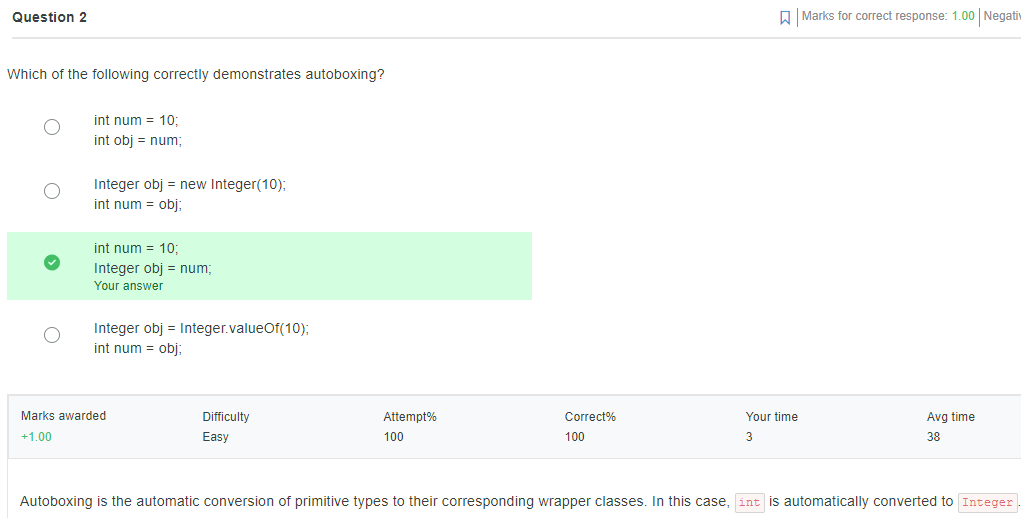 Question 2
Marks for correct response: 1.00
Which of the following correctly demonstrates autoboxing?
int num = 10;
int obj = num;
Integer obj = new Integer(10);
int num = obj;
int num = 10;
Integer obj = num;
Your answer
Integer obj = Integer.valueOf(10);
int num = obj;
Marks awarded Difficulty Attempt% Correct% Your time Avg time
+1.00 Easy 100 100 3 38
Autoboxing is the automatic conversion of primitive types to their corresponding wrapper classes. In this case, int is automatically converted to Integer.